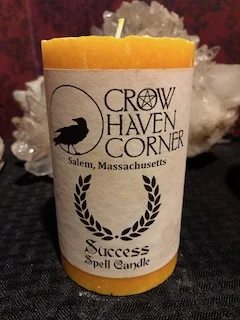 CROW
HAVEN
CORNER
Salem, Massachusetts
Success
Spell Candle